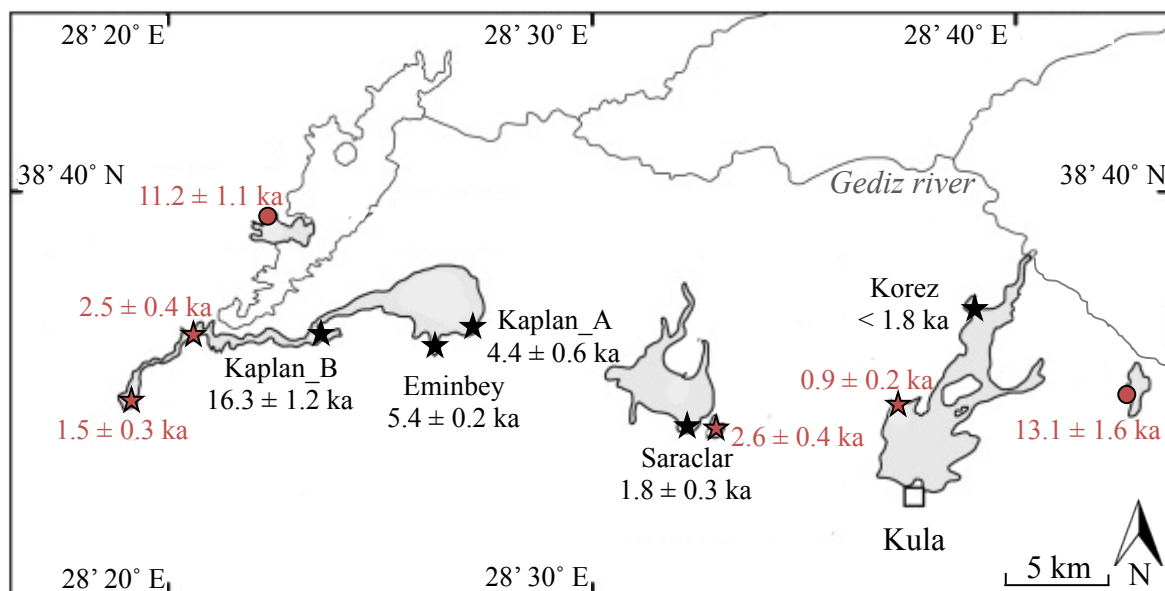 28˚ 20' E
28˚ 30' E
28˚ 40' E
38˚ 40' N
38˚ 40' N
11.2 ± 1.1 ka
Gediz river
2.5 ± 0.4 ka
Korez
< 1.8 ka
Kaplan_A
4.4 ± 0.6 ka
Kaplan_B
16.3 ± 1.2 ka
Eminbey
5.4 ± 0.2 ka
1.5 ± 0.3 ka
0.9 ± 0.2 ka
13.1 ± 1.6 ka
2.6 ± 0.4 ka
Saraclar
1.8 ± 0.3 ka
Kula
5 km
N
28˚ 20' E
28˚ 30' E
28˚ 40' E